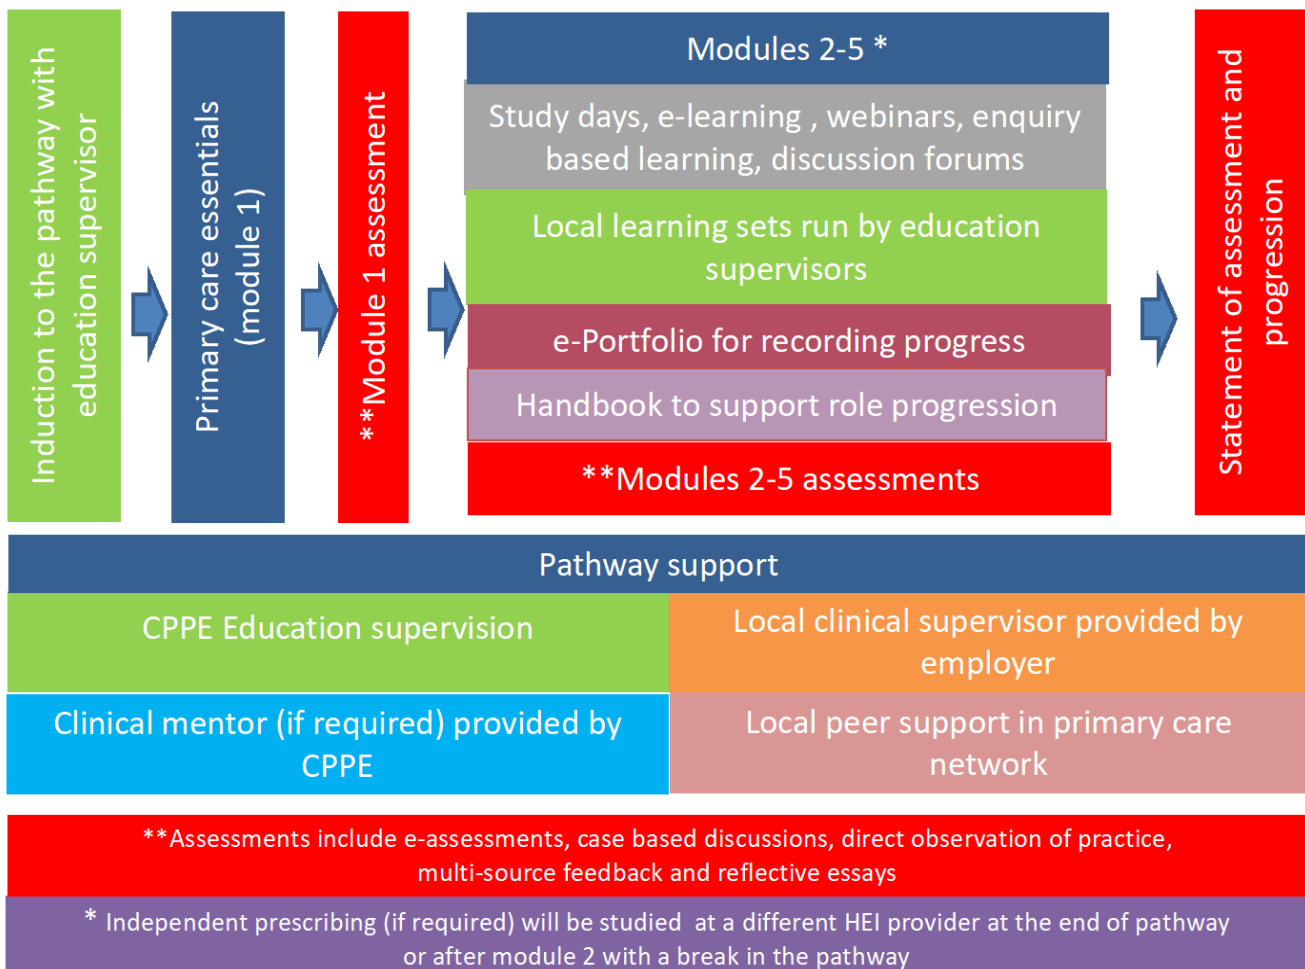 Induction to the pathway with
education supervisor
Primary care essentials
(module 1)
**Module 1 assessment
Modules 2-5 *
Study days, e-learning , webinars, enquiry
based learning, discussion forums
Local learning sets run by education
supervisors
e-Portfolio for recording progress
Handbook to support role progression
**Modules 2-5 assessments
Statement of assessment and
progression
Pathway support
CPPE Education supervision
Local clinical supervisor provided by
employer
Clinical mentor (if required) provided by
CPPE
Local peer support in primary care
network
**Assessments include e-assessments, case based discussions, direct observation of practice,
multi-source feedback and reflective essays
* Independent prescribing (if required) will be studied at a different HEI provider at the end of pathway
or after module 2 with a break in the pathway